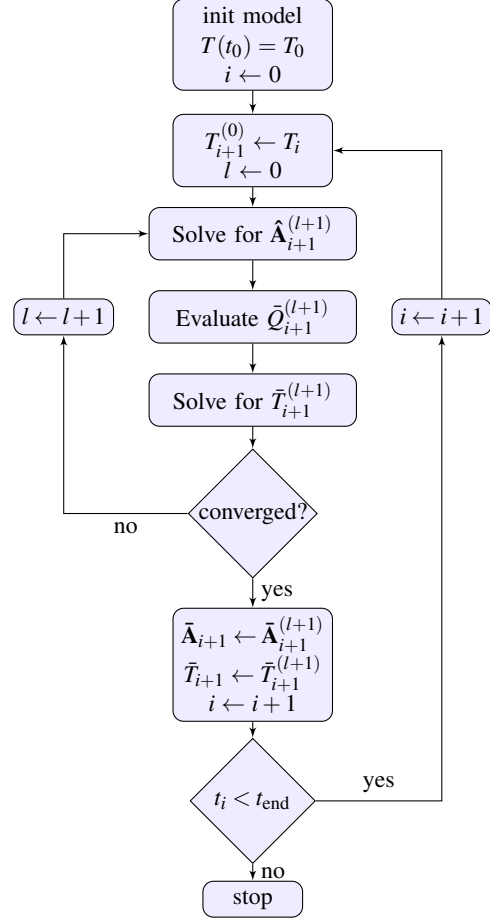 init model
T(t₀) = T₀
i ← 0
T_{i+1}^{(0)} ← T_i
l ← 0
Solve for Â_{i+1}^{(l+1)}
l ← l+1
Evaluate Q̄_{i+1}^{(l+1)}
i ← i+1
Solve for T̄_{i+1}^{(l+1)}
converged?
no
yes
Ā_{i+1} ← Ā_{i+1}^{(l+1)}
T̄_{i+1} ← T̄_{i+1}^{(l+1)}
i ← i+1
t_i < t_end
yes
no
stop